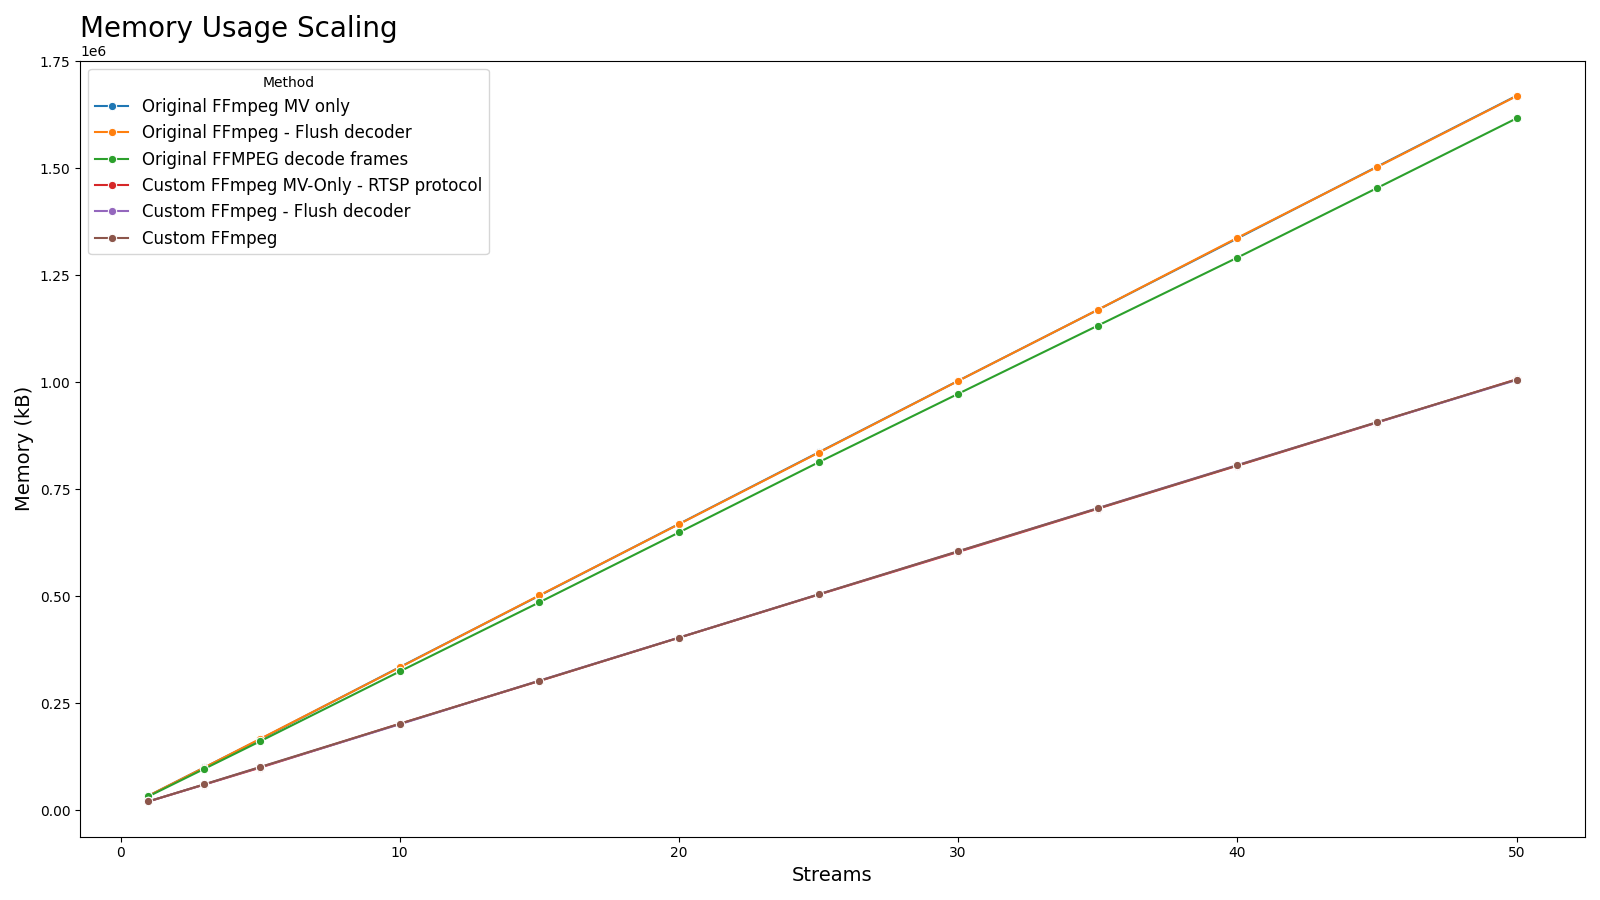 Memory Usage Scaling
1e6
1.75
1.50
1.25
1.00
0.75
0.50
0.25
0.00
Memory (kB)
Method
Original FFmpeg MV only
Original FFmpeg - Flush decoder
Original FFMPEG decode frames
Custom FFmpeg MV-Only - RTSP protocol
Custom FFmpeg - Flush decoder
Custom FFmpeg
0 10 20 30 40 50
Streams